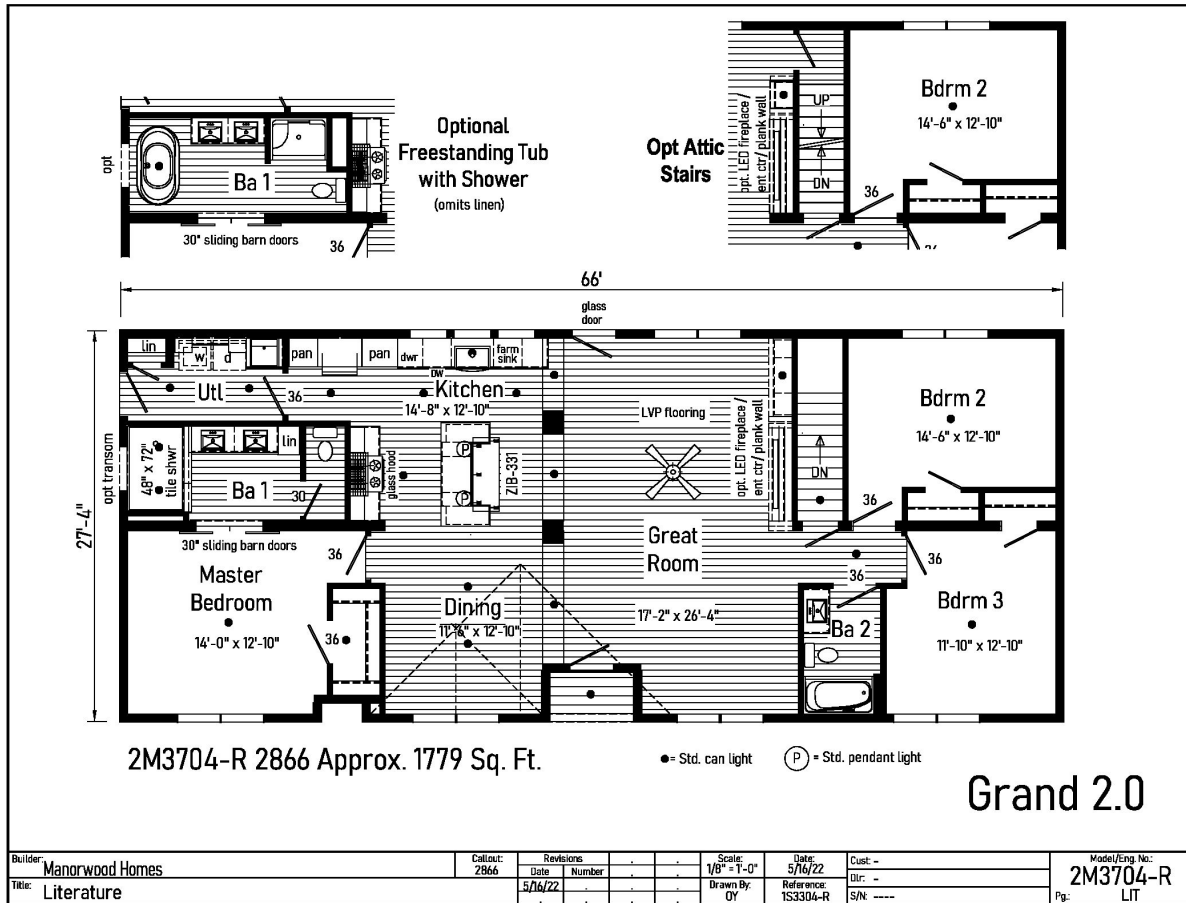 Optional
Freestanding Tub
with Shower
(omits linen)
opt
Ba 1
30" sliding barn doors
36
Opt Attic
Stairs
opt. LED fireplace /
ent ctr/ plank wall
UP
DN
Bdrm 2
14'-6" x 12'-10"
36
36
66'
27'-4"
glass
door
lin
w
d
pan
pan
dwr
DW
farm
sink
Utl
36
Kitchen
14'-8" x 12'-10"
LVP flooring
opt. LED fireplace /
ent ctr/ plank wall
DN
Bdrm 2
14'-6" x 12'-10"
36
opt transom
48" x 72"
tile shwr
lin
Ba 1
30
glass hood
P
P
ZIB-331
30" sliding barn doors
36
Master
Bedroom
14'-0" x 12'-10"
36
Dining
11'-6" x 12'-10"
Great
Room
17'-2" x 26'-4"
36
36
Ba 2
Bdrm 3
11'-10" x 12'-10"
2M3704-R 2866 Approx. 1779 Sq. Ft.
= Std. can light
P = Std. pendant light
Grand 2.0
Builder: Manorwood Homes
Title: Literature
Callout:
2866
Revisions
Date Number
5/16/22
Scale:
1/8" = 1'-0"
Drawn By:
OY
Date:
5/16/22
Reference:
1S3304-R
Cust: -
Dlr: -
S/N: ----
Model/Eng. No.:
2M3704-R
Pg.: LIT